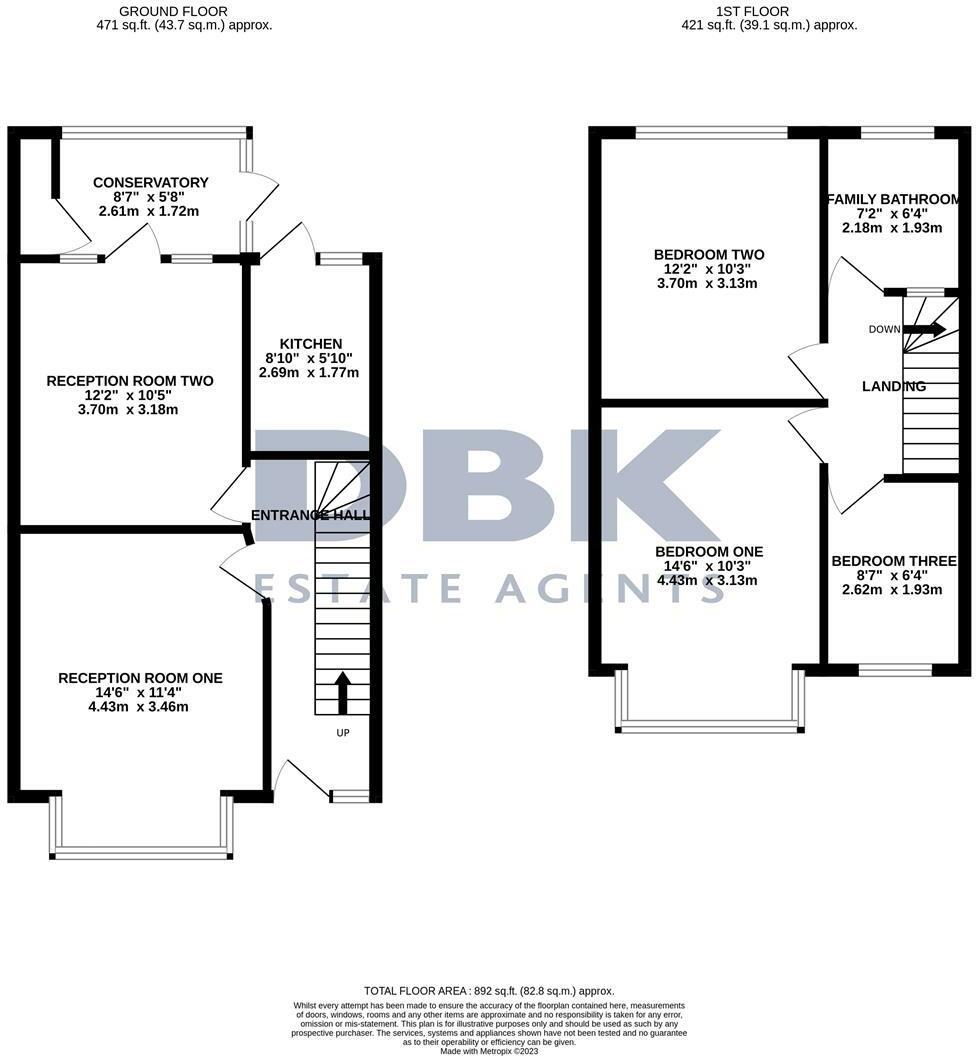 GROUND FLOOR
471 sq.ft. (43.7 sq.m.) approx.
1ST FLOOR
421 sq.ft. (39.1 sq.m.) approx.
CONSERVATORY
8'7" x 5'8"
2.61m x 1.72m
KITCHEN
8'10" x 5'10"
2.69m x 1.77m
RECEPTION ROOM TWO
12'2" x 10'5"
3.70m x 3.18m
ENTRANCE HALL
RECEPTION ROOM ONE
14'6" x 11'4"
4.43m x 3.46m
UP
FAMILY BATHROOM
7'2" x 6'4"
2.18m x 1.93m
BEDROOM TWO
12'2" x 10'3"
3.70m x 3.13m
DOWN
LANDING
BEDROOM ONE
14'6" x 10'3"
4.43m x 3.13m
BEDROOM THREE
8'7" x 6'4"
2.62m x 1.93m
DBK
ESTATE AGENTS
TOTAL FLOOR AREA : 892 sq.ft. (82.8 sq.m.) approx.
Whilst every attempt has been made to ensure the accuracy of the floorplan contained here, measurements
of doors, windows, rooms and any other items are approximate and no responsibility is taken for any error,
omission or mis-statement. This plan is for illustrative purposes only and should be used as such by any
prospective purchaser. The services, systems and appliances shown have not been tested and no guarantee
as to their operability or efficiency can be given.
Made with Metropix ©2023